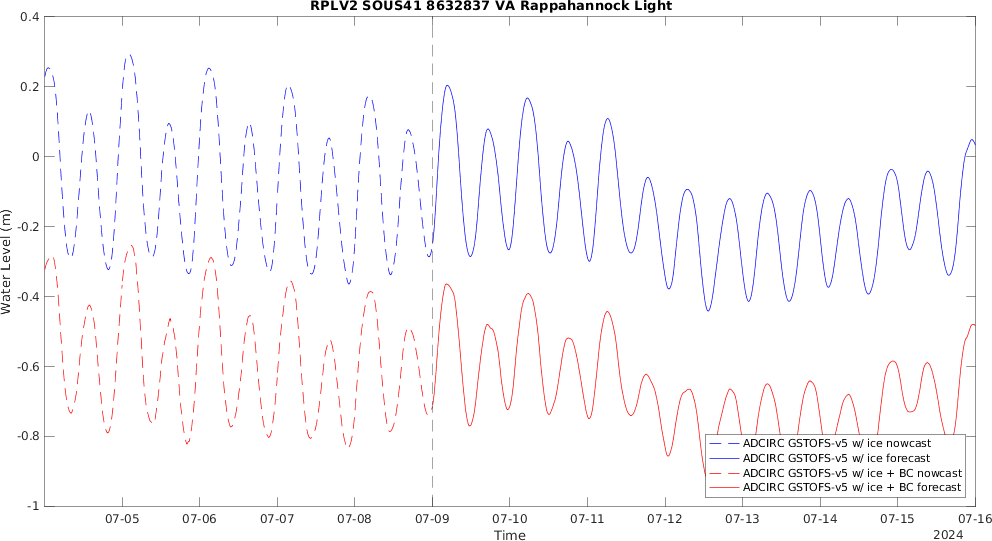 RPLV2 SOUS41 8632837 VA Rappahannock Light
0.4
0.2
0
-0.2
-0.4
-0.6
-0.8
-1
Water Level (m)
ADCIRC GSTOFS-v5 w/ ice nowcast
ADCIRC GSTOFS-v5 w/ ice forecast
ADCIRC GSTOFS-v5 w/ ice + BC nowcast
ADCIRC GSTOFS-v5 w/ ice + BC forecast
07-05 07-06 07-07 07-08 07-09 07-10 07-11 07-12 07-13 07-14 07-15 07-16
Time
2024